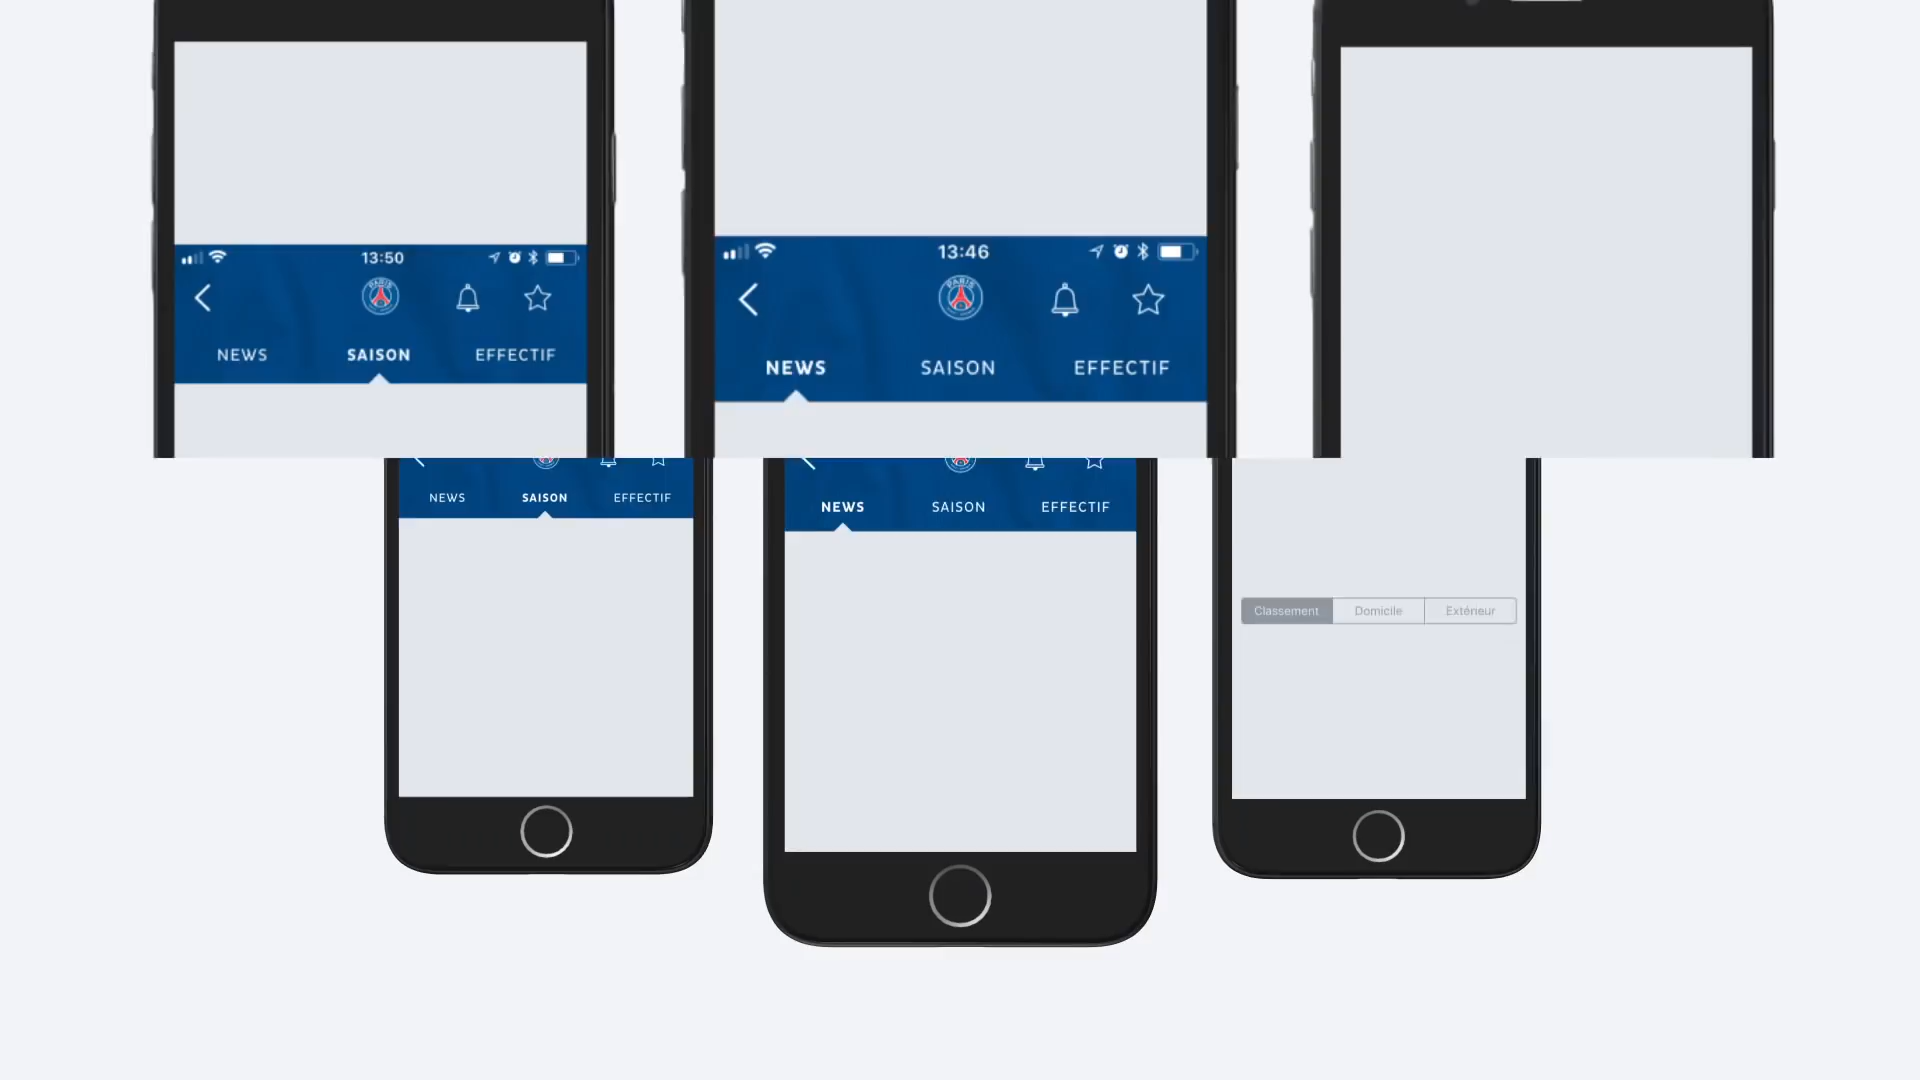 13:50
NEWS SAISON EFFECTIF
13:46
PARIS
NEWS SAISON EFFECTIF
NEWS SAISON EFFECTIF
NEWS SAISON EFFECTIF
Classement Domicile Extérieur